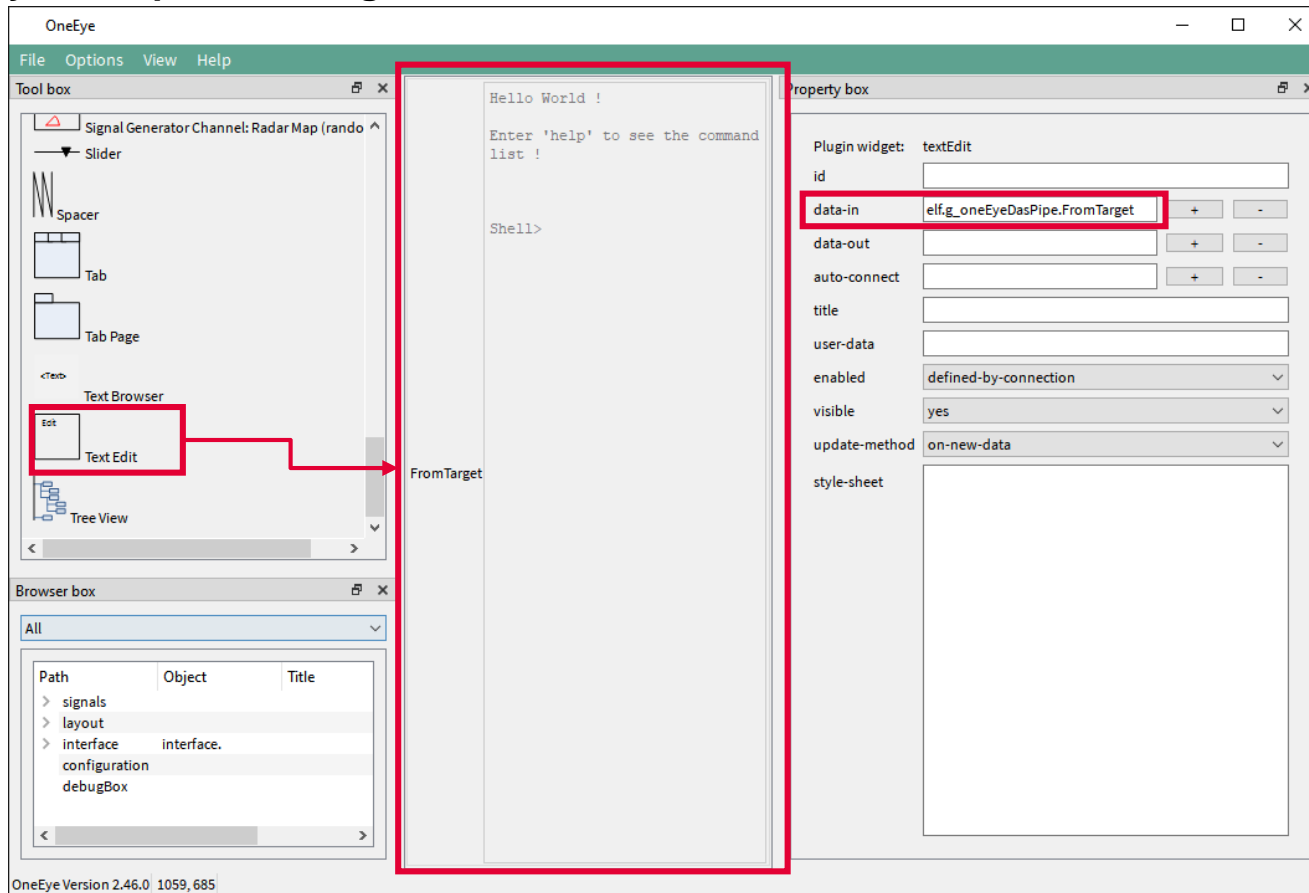 OneEye
File Options View Help
Tool box
Signal Generator Channel: Radar Map (rando
Slider
Spacer
Tab
Tab Page
<Text>
Text Browser
Edit
Text Edit
Tree View
Browser box
All
Path Object Title
signals
layout
interface interface.
configuration
debugBox
OneEye Version 2.46.0 1059, 685
FromTarget
Hello World !
Enter 'help' to see the command
list !
Shell>
Property box
Plugin widget: textEdit
id
data-in elf.g_oneEyeDasPipe.FromTarget + -
data-out + -
auto-connect + -
title
user-data
enabled defined-by-connection
visible yes
update-method on-new-data
style-sheet